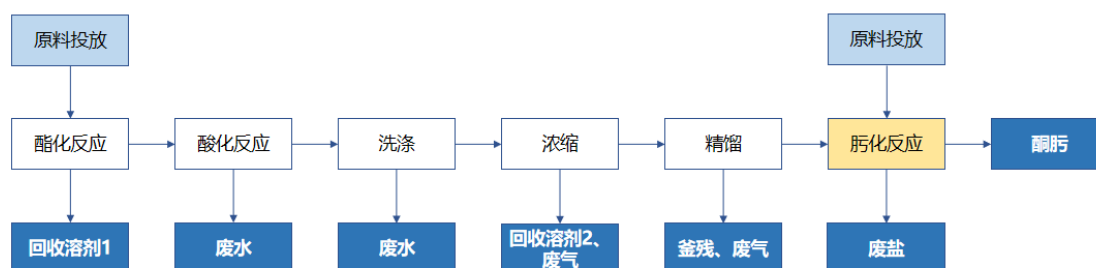 原料投放
原料投放
酯化反应
酸化反应
洗涤
浓缩
精馏
肟化反应
酮肟
回收溶剂1
废水
废水
回收溶剂2、
废气
釜残、废气
废盐